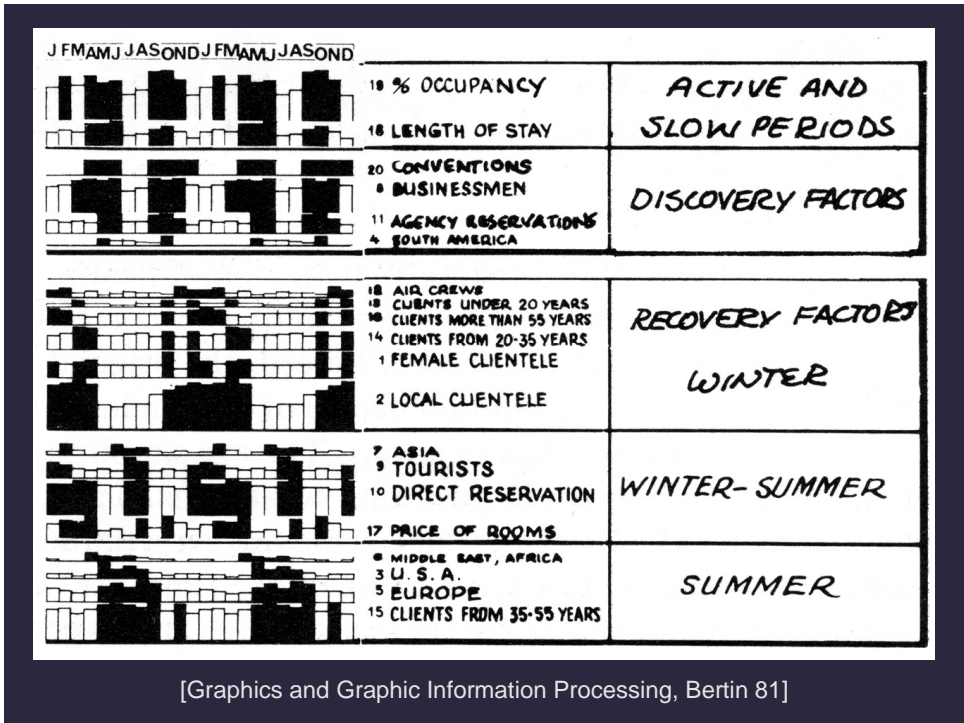 J F M A M J J A S O N D J F M A M J J A S O N D
19 % OCCUPANCY
18 LENGTH OF STAY
ACTIVE AND
SLOW PERIODS
20 CONVENTIONS
8 BUSINESSMEN
11 AGENCY RESERVATIONS
4 SOUTH AMERICA
DISCOVERY FACTORS
12 AIR CREWS
13 CLIENTS UNDER 20 YEARS
16 CLIENTS MORE THAN 55 YEARS
14 CLIENTS FROM 20-35 YEARS
1 FEMALE CLIENTELE
2 LOCAL CLIENTELE
RECOVERY FACTORS
WINTER
7 ASIA
9 TOURISTS
10 DIRECT RESERVATION
17 PRICE OF ROOMS
WINTER-SUMMER
6 MIDDLE EAST, AFRICA
3 U.S.A.
5 EUROPE
15 CLIENTS FROM 35-55 YEARS
SUMMER
[Graphics and Graphic Information Processing, Bertin 81]